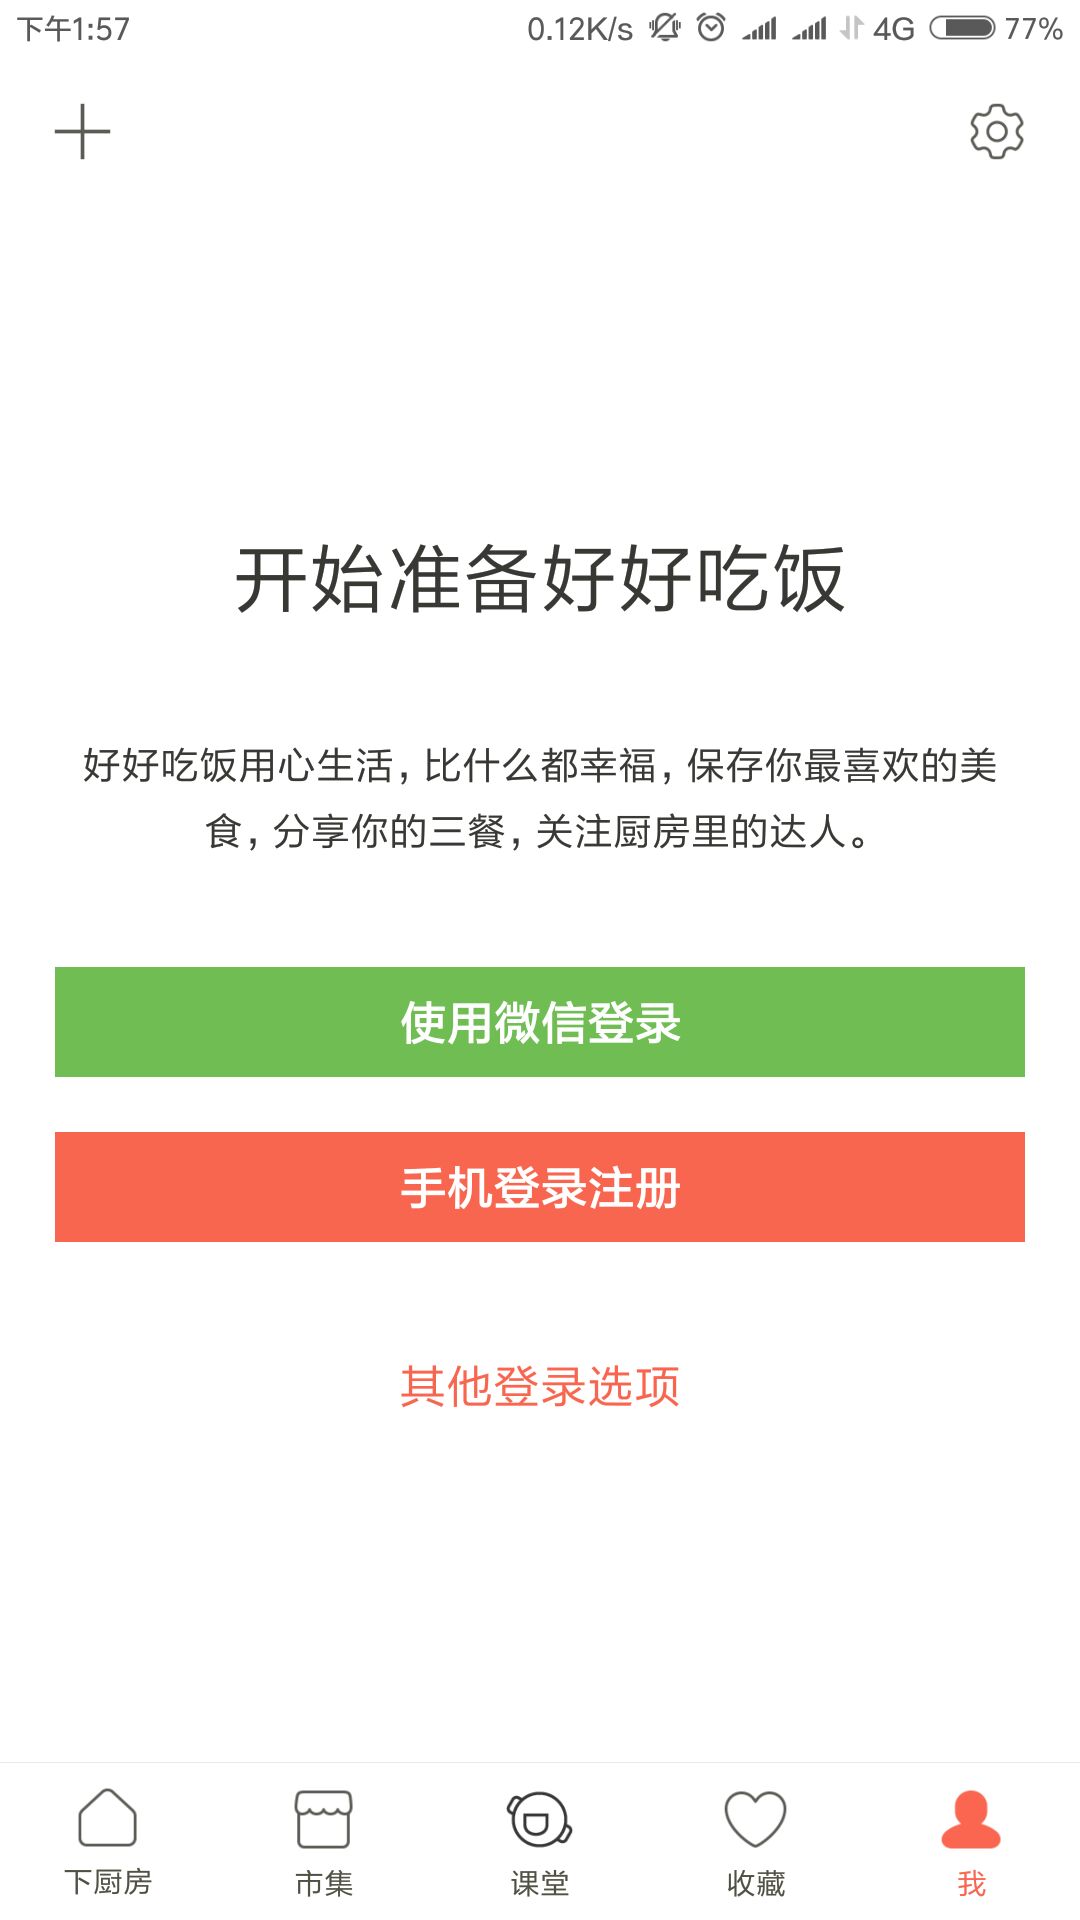 下午1:57
0.12K/s 4G 77%
开始准备好好吃饭
好好吃饭用心生活，比什么都幸福，保存你最喜欢的美
食，分享你的三餐，关注厨房里的达人。
使用微信登录
手机登录注册
其他登录选项
下厨房
市集
课堂
收藏
我